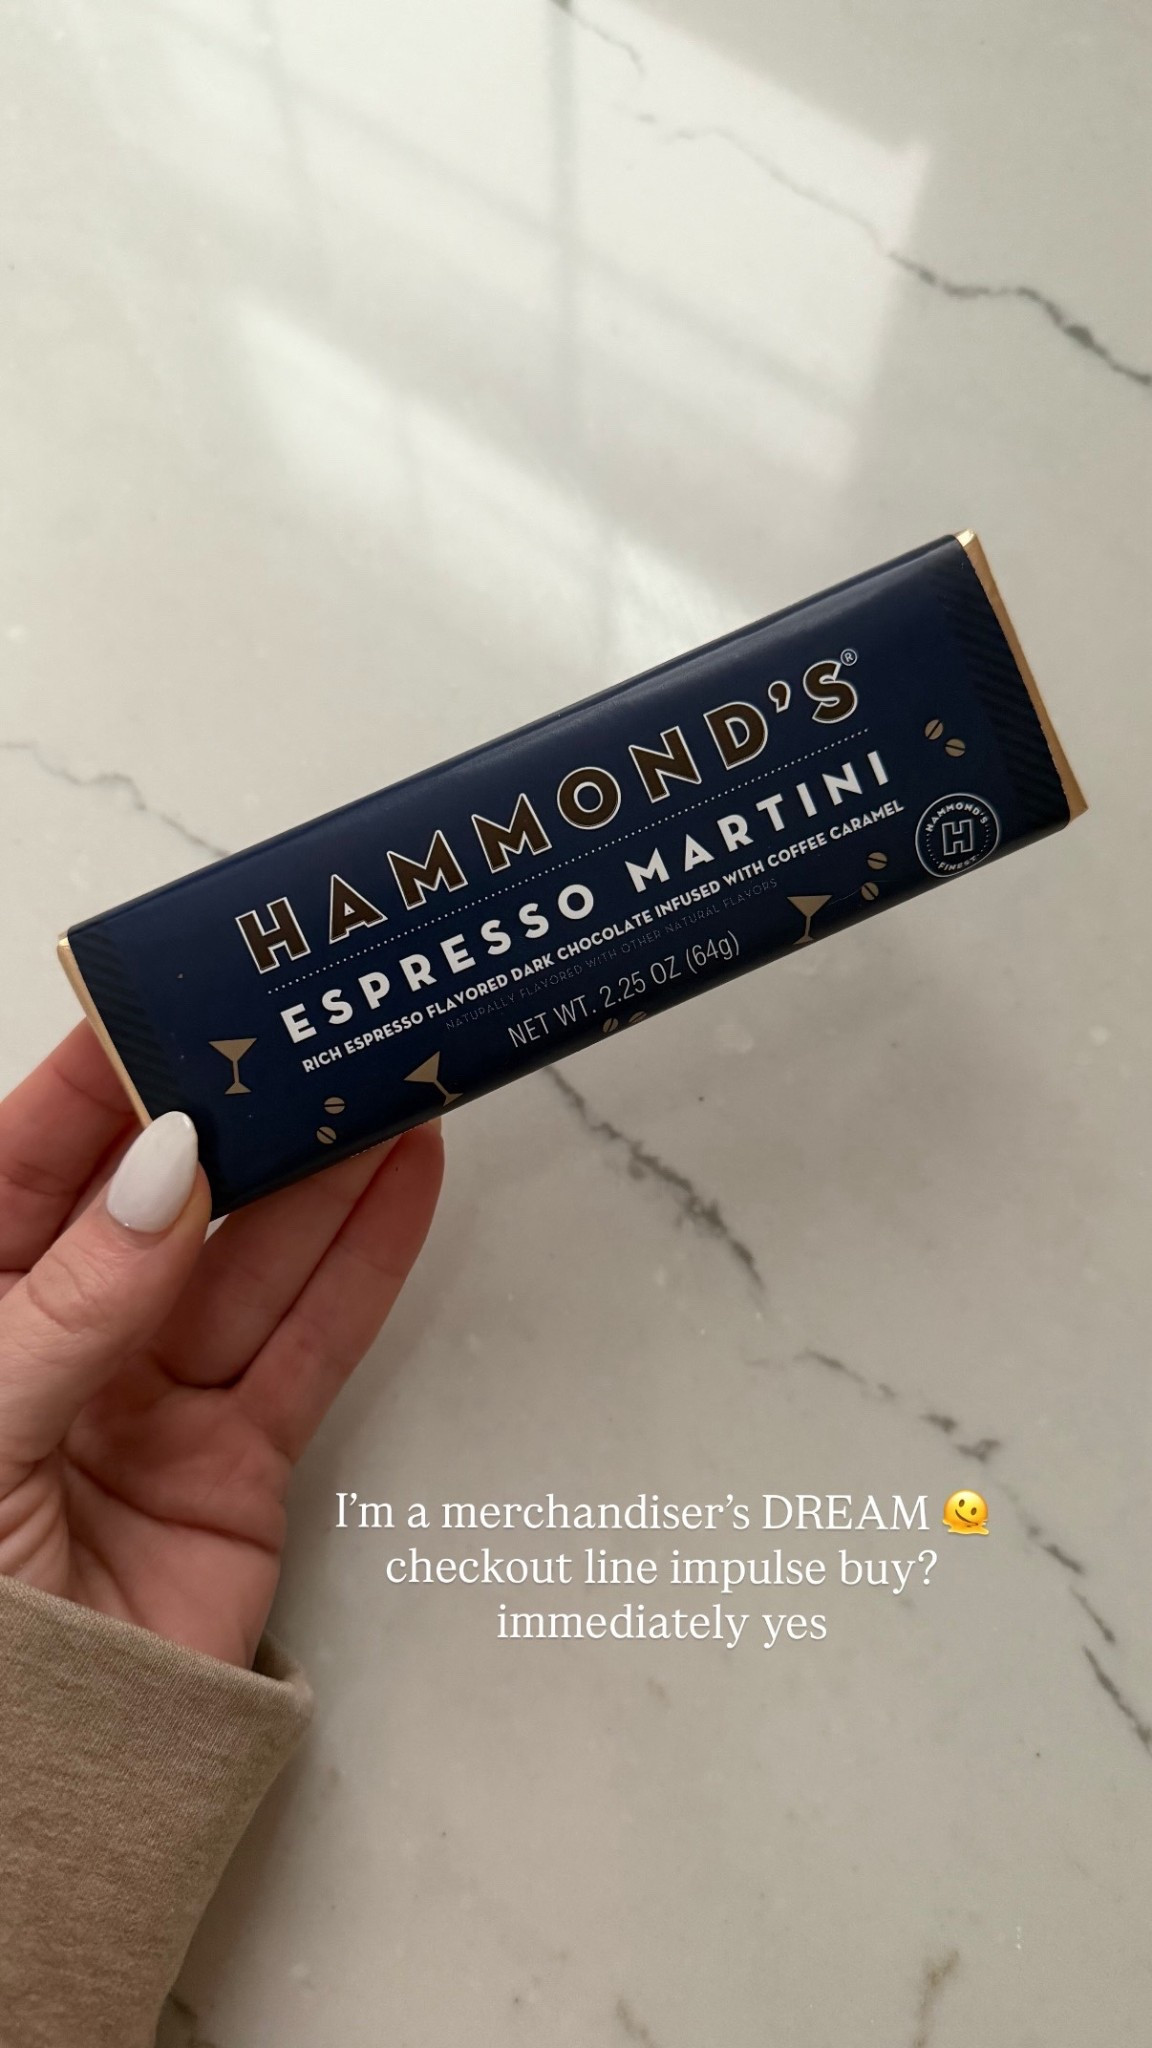 HAMMOND'S®
ESPRESSO MARTINI
RICH ESPRESSO FLAVORED DARK CHOCOLATE INFUSED WITH COFFEE CARAMEL
NATURALLY FLAVORED WITH OTHER NATURAL FLAVORS
NET WT. 2.25 OZ (64g)
HAMMOND'S
H
FINEST
I’m a merchandiser’s DREAM 🫠
checkout line impulse buy?
immediately yes